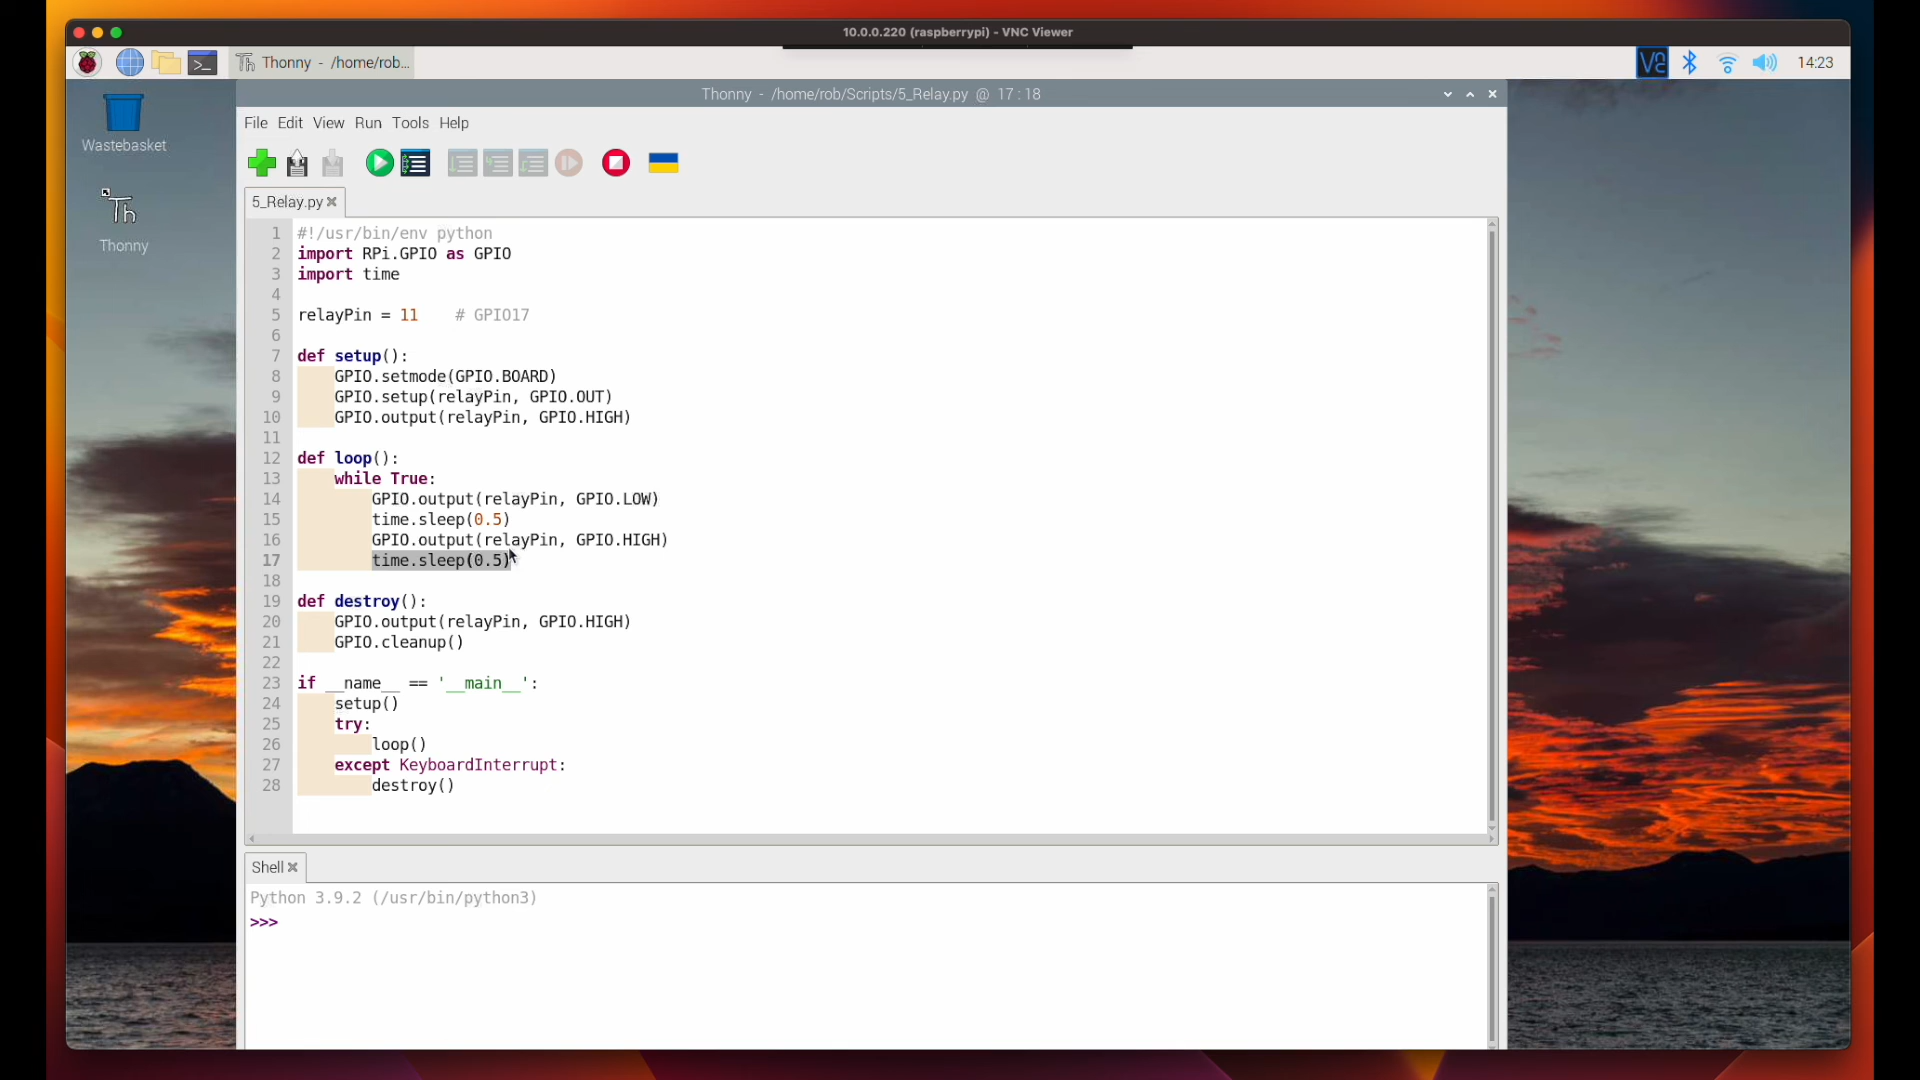 10.0.0.220 (raspberrypi) - VNC Viewer
Thonny - /home/rob...
14:23
Wastebasket
Th
Thonny
Thonny - /home/rob/Scripts/5_Relay.py @ 17 : 18
File Edit View Run Tools Help
5_Relay.py
1 #!/usr/bin/env python
2 import RPi.GPIO as GPIO
3 import time
4
5 relayPin = 11    # GPIO17
6
7 def setup():
8     GPIO.setmode(GPIO.BOARD)
9     GPIO.setup(relayPin, GPIO.OUT)
10     GPIO.output(relayPin, GPIO.HIGH)
11
12 def loop():
13     while True:
14         GPIO.output(relayPin, GPIO.LOW)
15         time.sleep(0.5)
16         GPIO.output(relayPin, GPIO.HIGH)
17         time.sleep(0.5)
18
19 def destroy():
20     GPIO.output(relayPin, GPIO.HIGH)
21     GPIO.cleanup()
22
23 if __name__ == '__main__':
24     setup()
25     try:
26         loop()
27     except KeyboardInterrupt:
28         destroy()
Shell
Python 3.9.2 (/usr/bin/python3)
>>>